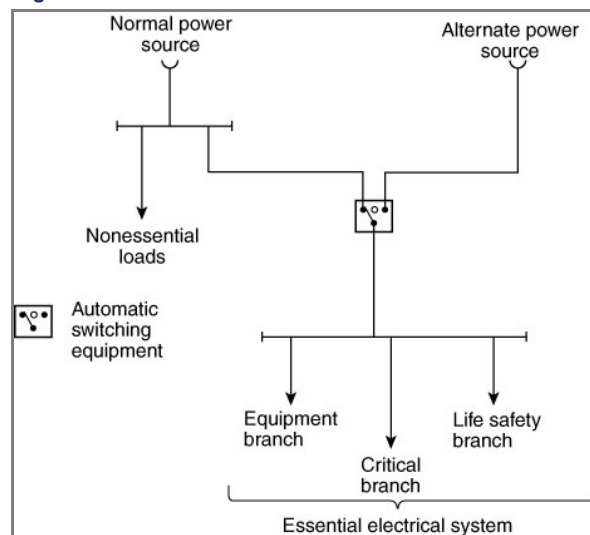 Normal power
source
Alternate power
source
Nonessential
loads
Automatic
switching
equipment
Equipment
branch
Critical
branch
Life safety
branch
Essential electrical system